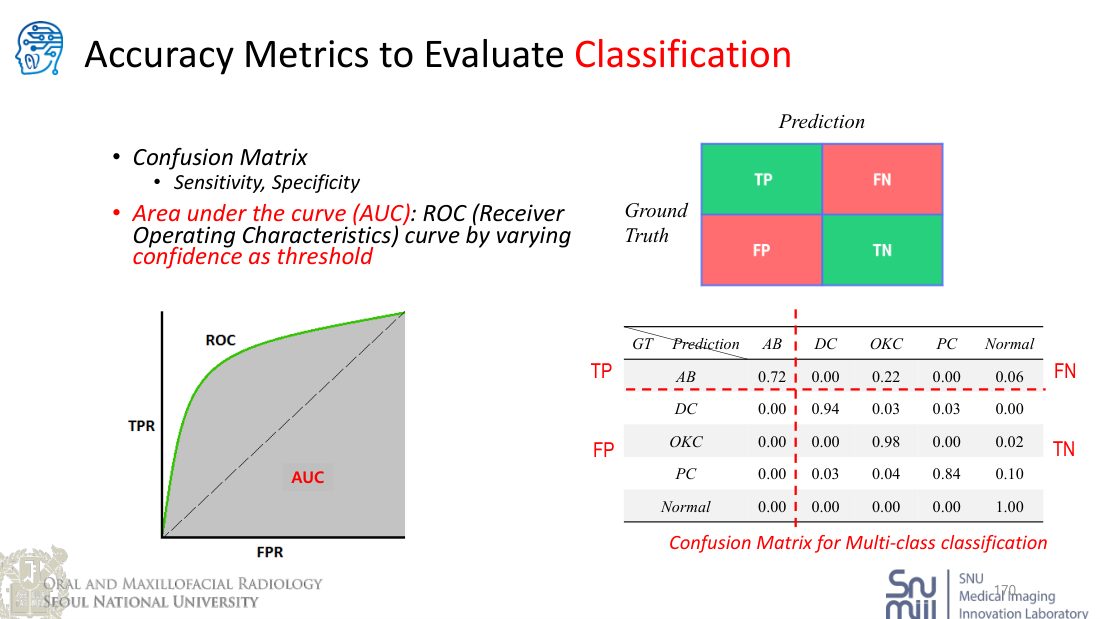 Accuracy Metrics to Evaluate Classification
• Confusion Matrix
• Sensitivity, Specificity
• Area under the curve (AUC): ROC (Receiver
Operating Characteristics) curve by varying
confidence as threshold
Prediction
Ground
Truth
TP
FN
FP
TN
ROC
TPR
AUC
FPR
GT Prediction AB DC OKC PC Normal
TP AB 0.72 0.00 0.22 0.00 0.06 FN
DC 0.00 0.94 0.03 0.03 0.00
FP OKC 0.00 0.00 0.98 0.00 0.02 TN
PC 0.00 0.03 0.04 0.84 0.10
Normal 0.00 0.00 0.00 0.00 1.00
Confusion Matrix for Multi-class classification
ORAL AND MAXILLOFACIAL RADIOLOGY
SEOUL NATIONAL UNIVERSITY
SNU
mill
SNU
Medical Imaging
Innovation Laboratory
170